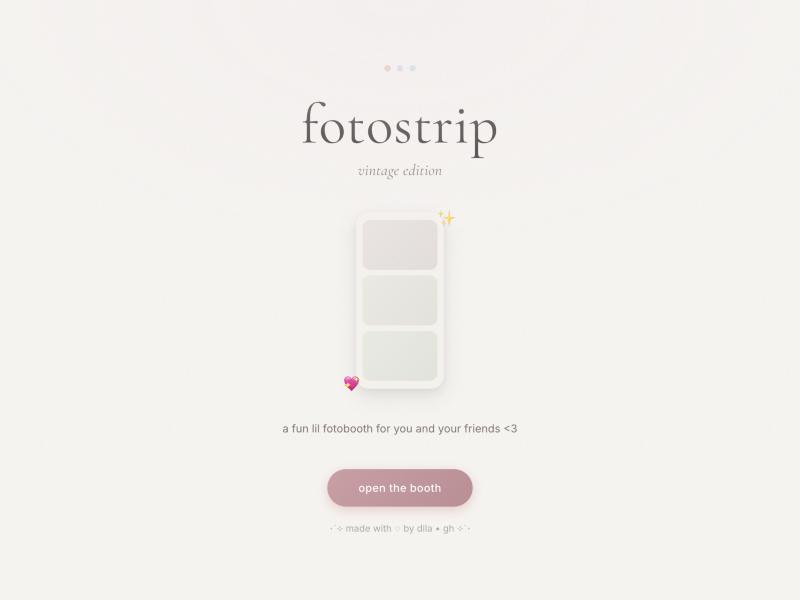 fotostrip
vintage edition
a fun lil fotobooth for you and your friends <3
open the booth
⋆˙⟡ made with ♡ by dila • gh ⟡˙⋆